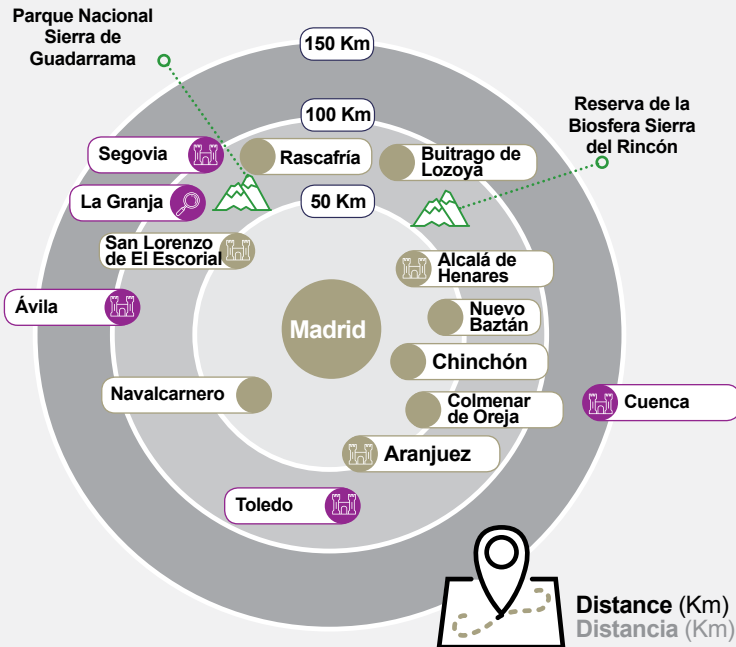 Parque Nacional
Sierra de
Guadarrama
150 Km
100 Km
Reserva de la
Biosfera Sierra
del Rincón
Segovia
Rascafría
Buitrago de
Lozoya
La Granja
50 Km
San Lorenzo
de El Escorial
Alcalá de
Henares
Ávila
Nuevo
Baztán
Madrid
Chinchón
Navalcarnero
Colmenar
de Oreja
Cuenca
Aranjuez
Toledo
Distance (Km)
Distancia (Km)